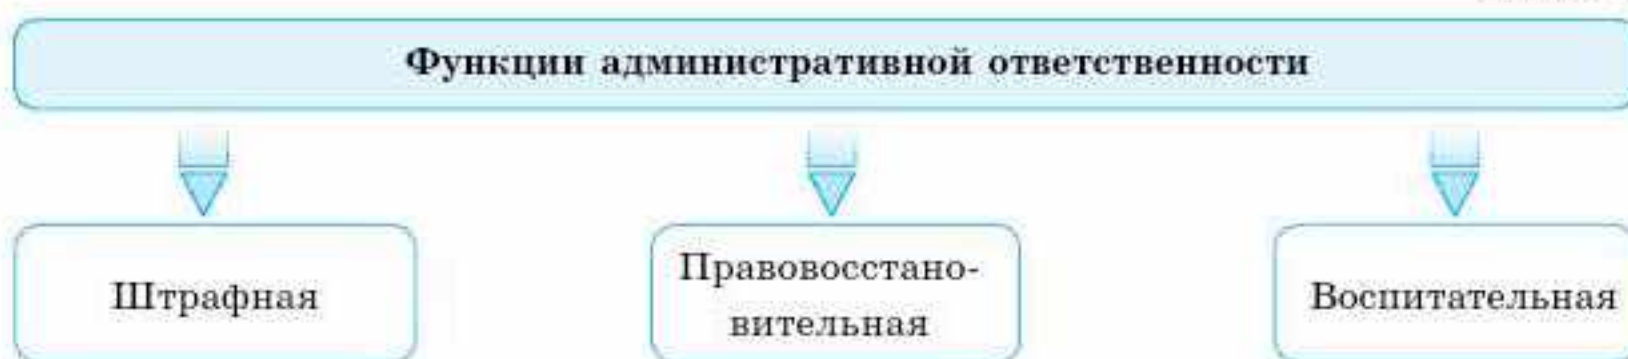 Функции административной ответственности
Штрафная
Правовосстано-
вительная
Воспитательная